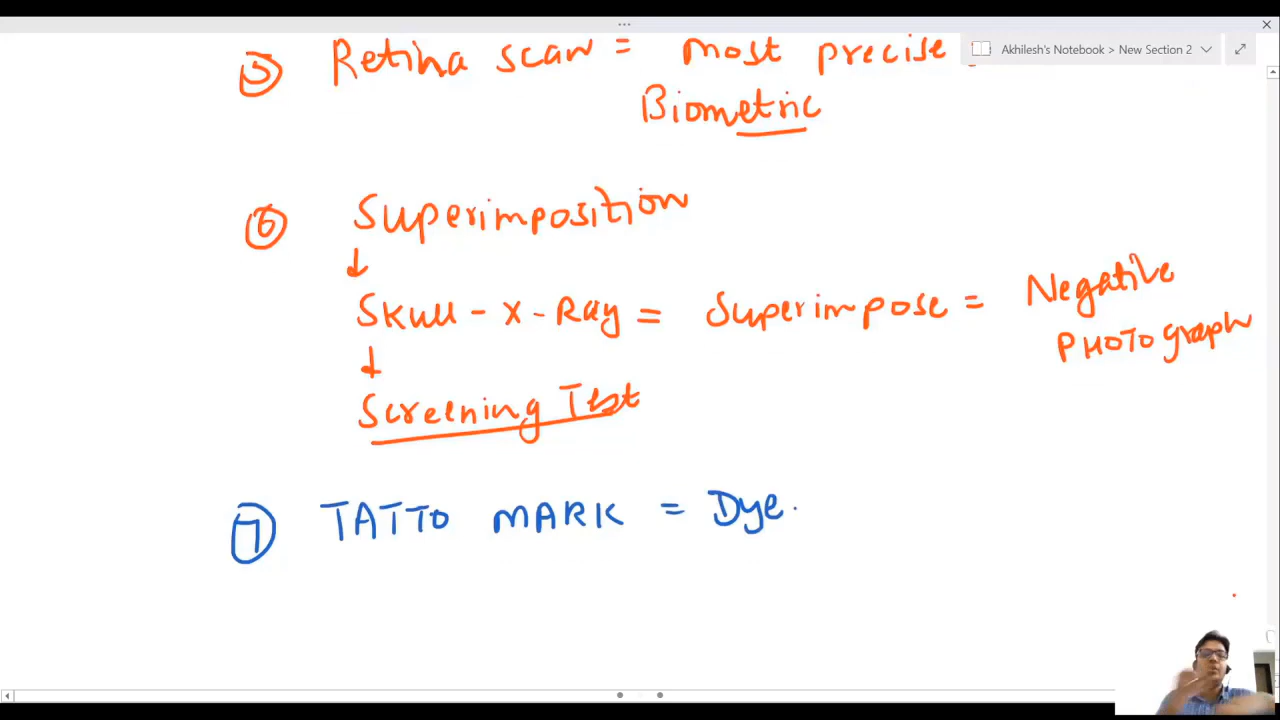 Akhilesh's Notebook > New Section 2
⑤ Retina scan = most precise
Biometric
⑥ Superimposition
↓
Skull - X - Ray = Superimpose = Negative
PHOTOgraph
↓
Screening Test
⑦ TATTO MARK = Dye